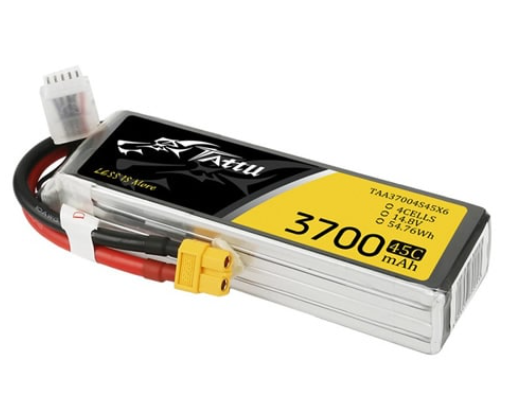 TATTU
LESS IS More
TAA37004S45X6
4CELLS
14.8V
54.76Wh
3700 45C
mAh